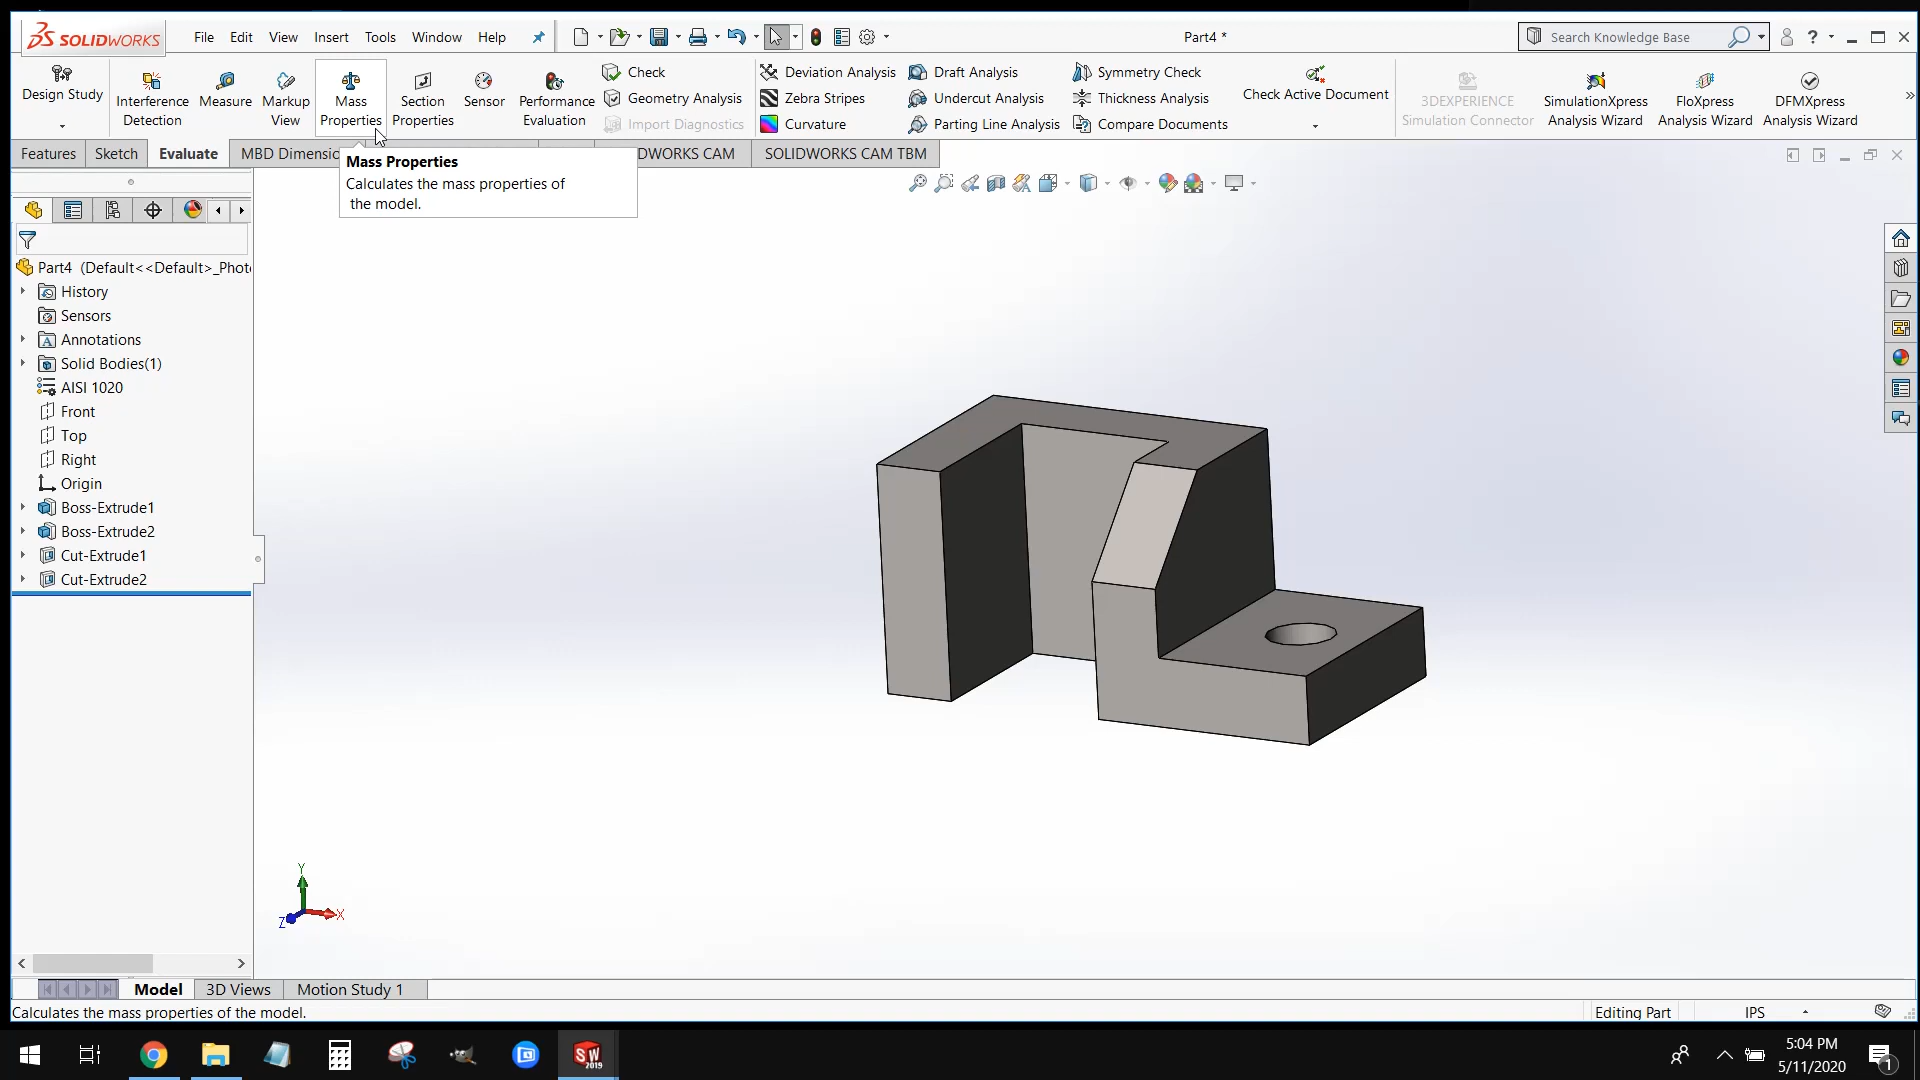 SOLIDWORKS
File
Edit
View
Insert
Tools
Window
Help
Part4 *
Search Knowledge Base
?
Design Study
Interference
Detection
Measure
Markup
View
Mass
Properties
Section
Properties
Sensor
Performance
Evaluation
Check
Geometry Analysis
Import Diagnostics
Deviation Analysis
Zebra Stripes
Curvature
Draft Analysis
Undercut Analysis
Parting Line Analysis
Symmetry Check
Thickness Analysis
Compare Documents
Check Active Document
3DEXPERIENCE
Simulation Connector
SimulationXpress
Analysis Wizard
FloXpress
Analysis Wizard
DFMXpress
Analysis Wizard
Features
Sketch
Evaluate
MBD Dimensio
DWORKS CAM
SOLIDWORKS CAM TBM
Mass Properties
Calculates the mass properties of
the model.
Part4 (Default<<Default>_Phot
History
Sensors
Annotations
Solid Bodies(1)
AISI 1020
Front
Top
Right
Origin
Boss-Extrude1
Boss-Extrude2
Cut-Extrude1
Cut-Extrude2
Y
X
Z
Model
3D Views
Motion Study 1
Calculates the mass properties of the model.
Editing Part
IPS
SW
2019
5:04 PM
5/11/2020
1